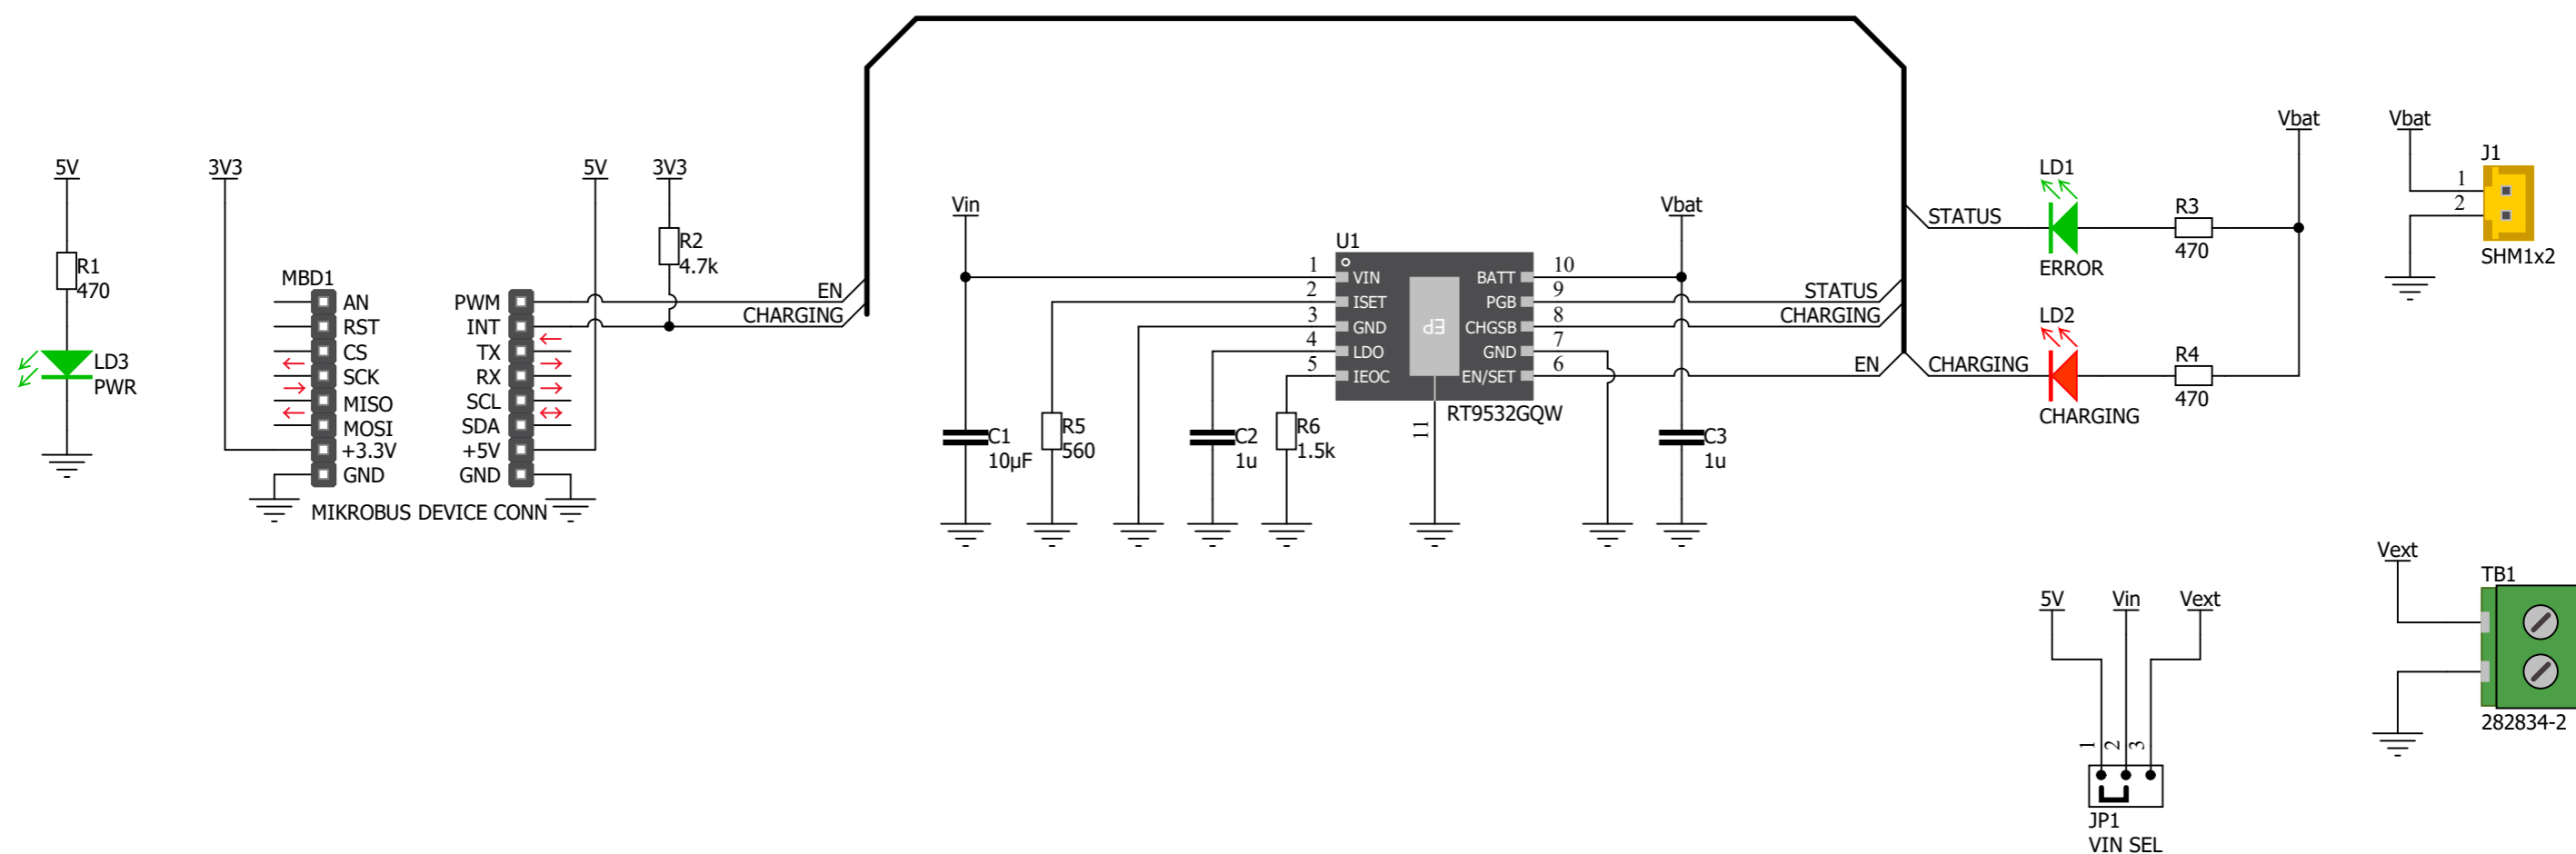 5V
R1
470
LD3
PWR
3V3
MBD1
AN
RST
CS
SCK
MISO
MOSI
+3.3V
GND
PWM
INT
TX
RX
SCL
SDA
+5V
GND
MIKROBUS DEVICE CONN
5V
3V3
R2
4.7k
EN
CHARGING
Vin
C1
10µF
R5
560
C2
1u
R6
1.5k
U1
1
2
3
4
5
VIN
ISET
GND
LDO
IEOC
EP
11
BATT
PGB
CHGSB
GND
EN/SET
10
9
8
7
6
RT9532GQW
Vbat
C3
1u
STATUS
CHARGING
EN
STATUS
LD1
ERROR
R3
470
Vbat
CHARGING
LD2
CHARGING
R4
470
Vbat
J1
1
2
SHM1x2
5V
Vin
Vext
1
2
3
JP1
VIN SEL
Vext
TB1
282834-2